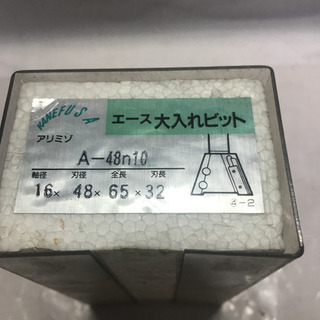 KANEFUSA
エース大入れビット
アリミゾ
A-48n10
軸径 刃径 全長 刃長
16× 48× 65× 32
④-2